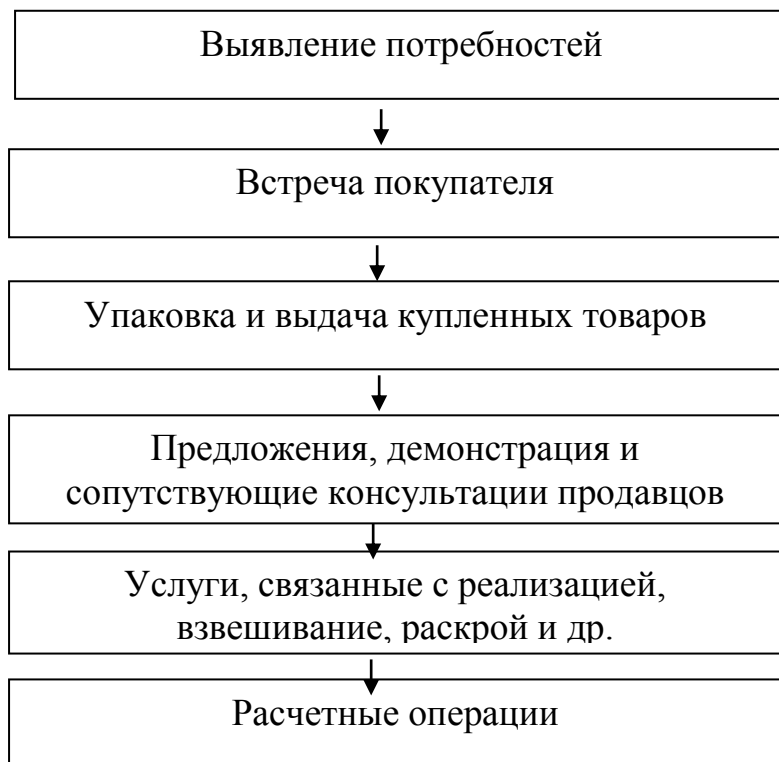 Выявление потребностей
Встреча покупателя
Упаковка и выдача купленных товаров
Предложения, демонстрация и
сопутствующие консультации продавцов
Услуги, связанные с реализацией,
взвешивание, раскрой и др.
Расчетные операции